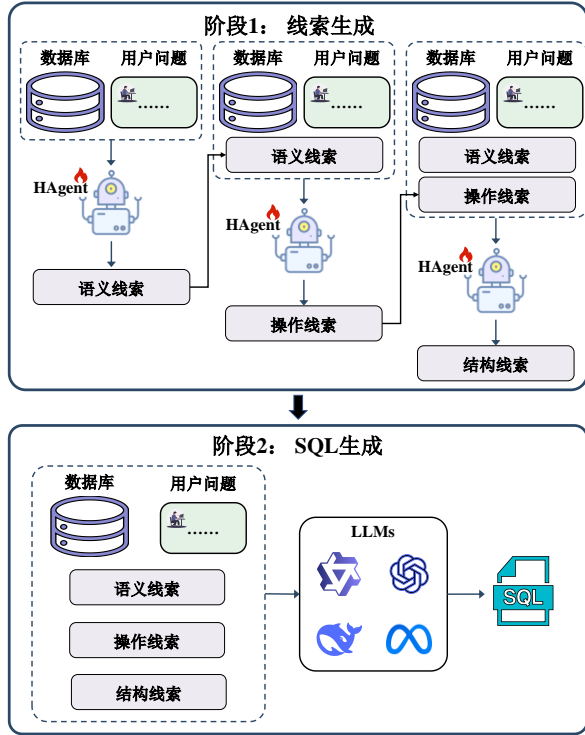 阶段1： 线索生成
数据库
用户问题
......
数据库
用户问题
......
语义线索
数据库
用户问题
......
语义线索
操作线索
HAgent
语义线索
HAgent
操作线索
HAgent
结构线索
阶段2： SQL生成
数据库
用户问题
......
语义线索
操作线索
结构线索
LLMs
SQL